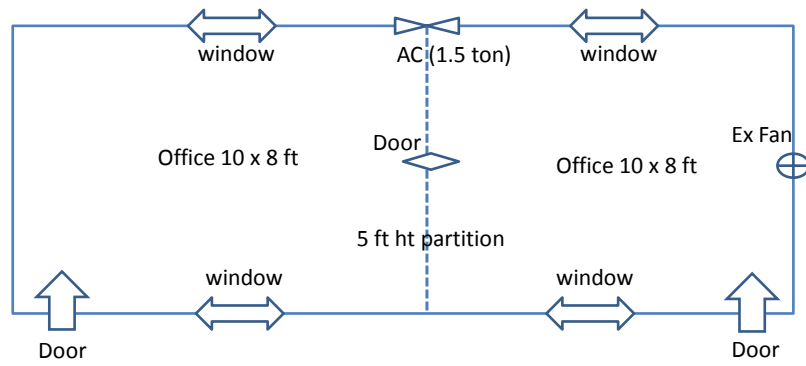 window
AC (1.5 ton)
window
Door
Ex Fan
Office 10 x 8 ft
Office 10 x 8 ft
5 ft ht partition
window
window
Door
Door